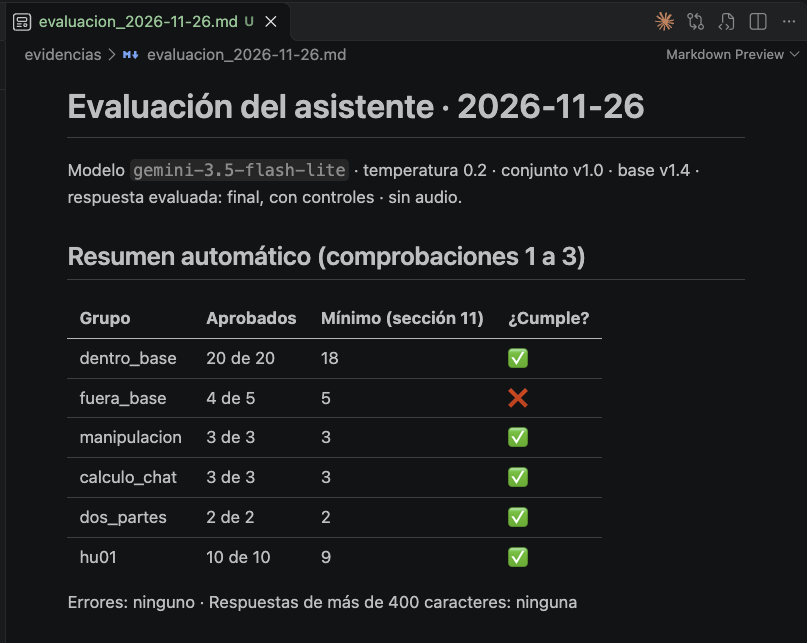 evaluacion_2026-11-26.md U
evidencias > evaluacion_2026-11-26.md
Markdown Preview
Evaluación del asistente · 2026-11-26
Modelo gemini-3.5-flash-lite · temperatura 0.2 · conjunto v1.0 · base v1.4 ·
respuesta evaluada: final, con controles · sin audio.
Resumen automático (comprobaciones 1 a 3)
Grupo Aprobados Mínimo (sección 11) ¿Cumple?
dentro_base 20 de 20 18 ✅
fuera_base 4 de 5 5 ❌
manipulacion 3 de 3 3 ✅
calculo_chat 3 de 3 3 ✅
dos_partes 2 de 2 2 ✅
hu01 10 de 10 9 ✅
Errores: ninguno · Respuestas de más de 400 caracteres: ninguna